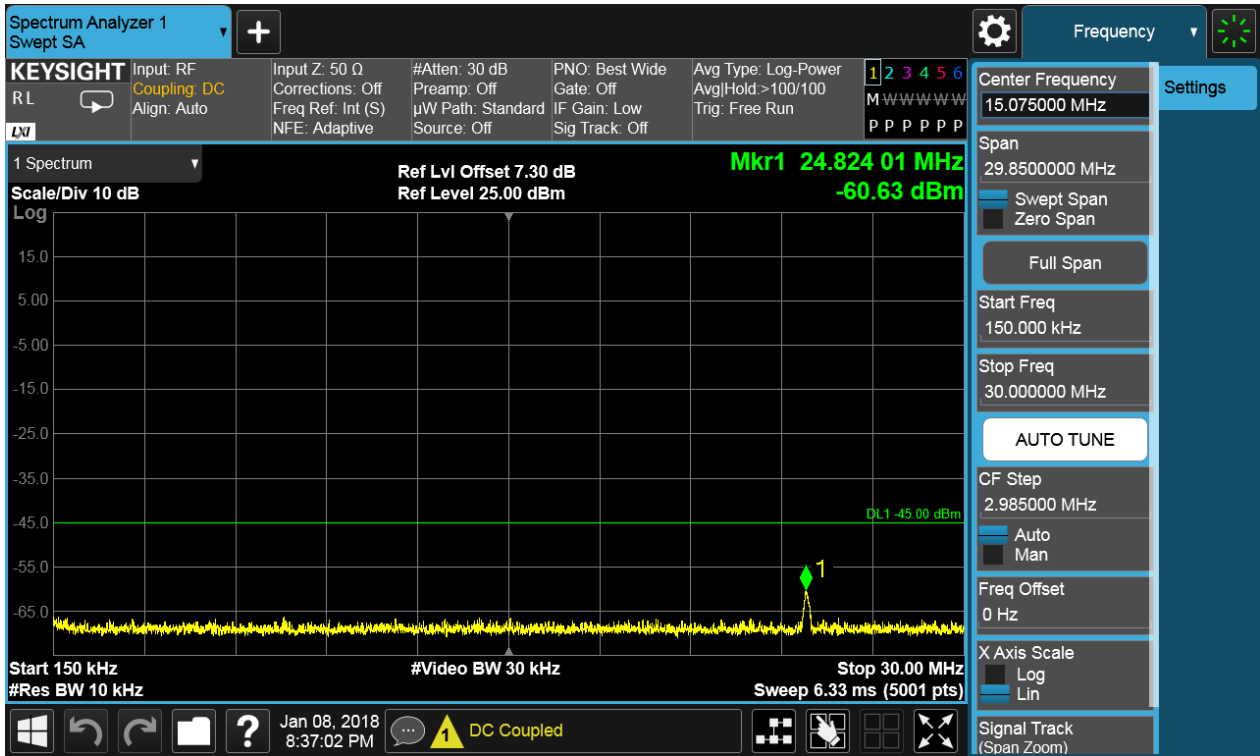 Spectrum Analyzer 1
Swept SA
+
Frequency
KEYSIGHT
RL
LXI
Input: RF
Coupling: DC
Align: Auto
Input Z: 50 Ω
Corrections: Off
Freq Ref: Int (S)
NFE: Adaptive
#Atten: 30 dB
Preamp: Off
µW Path: Standard
Source: Off
PNO: Best Wide
Gate: Off
IF Gain: Low
Sig Track: Off
Avg Type: Log-Power
Avg|Hold:>100/100
Trig: Free Run
1 2 3 4 5 6
M W W W W W
P P P P P P
1 Spectrum
Scale/Div 10 dB
Log
Ref Lvl Offset 7.30 dB
Ref Level 25.00 dBm
Mkr1 24.824 01 MHz
-60.63 dBm
15.0
5.00
-5.00
-15.0
-25.0
-35.0
-45.0
-55.0
-65.0
DL1 -45.00 dBm
1
Start 150 kHz
#Res BW 10 kHz
#Video BW 30 kHz
Stop 30.00 MHz
Sweep 6.33 ms (5001 pts)
Center Frequency
15.075000 MHz
Span
29.8500000 MHz
Swept Span
Zero Span
Full Span
Start Freq
150.000 kHz
Stop Freq
30.000000 MHz
AUTO TUNE
CF Step
2.985000 MHz
Auto
Man
Freq Offset
0 Hz
X Axis Scale
Log
Lin
Signal Track
(Span Zoom)
Settings
?
Jan 08, 2018
8:37:02 PM
1
DC Coupled